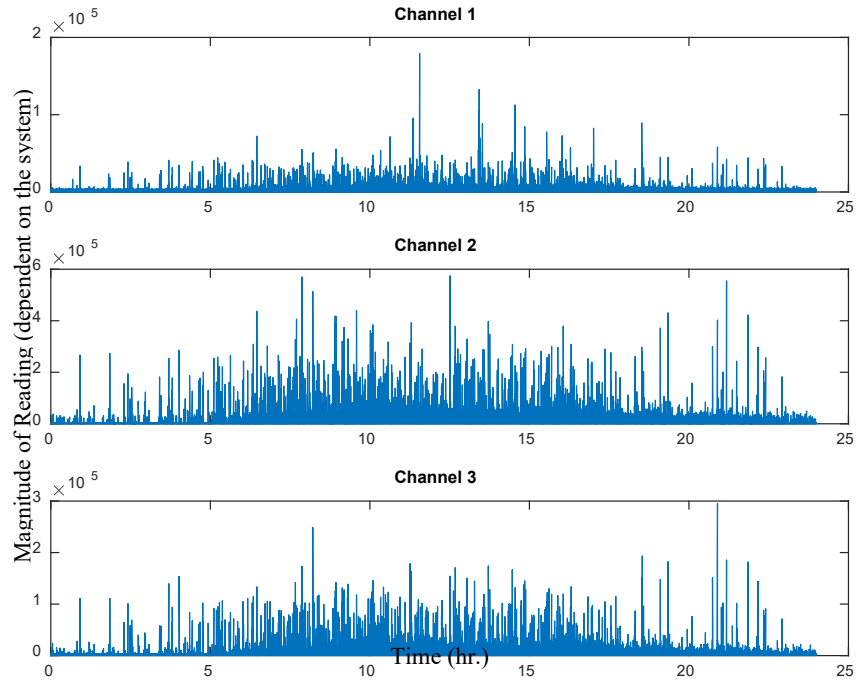 Magnitude of Reading (dependent on the system)
Channel 1
× 10 5
2
1
0
0 5 10 15 20 25
Channel 2
× 10 5
6
4
2
0
0 5 10 15 20 25
Channel 3
× 10 5
3
2
1
0
0 5 10 15 20 25
Time (hr.)